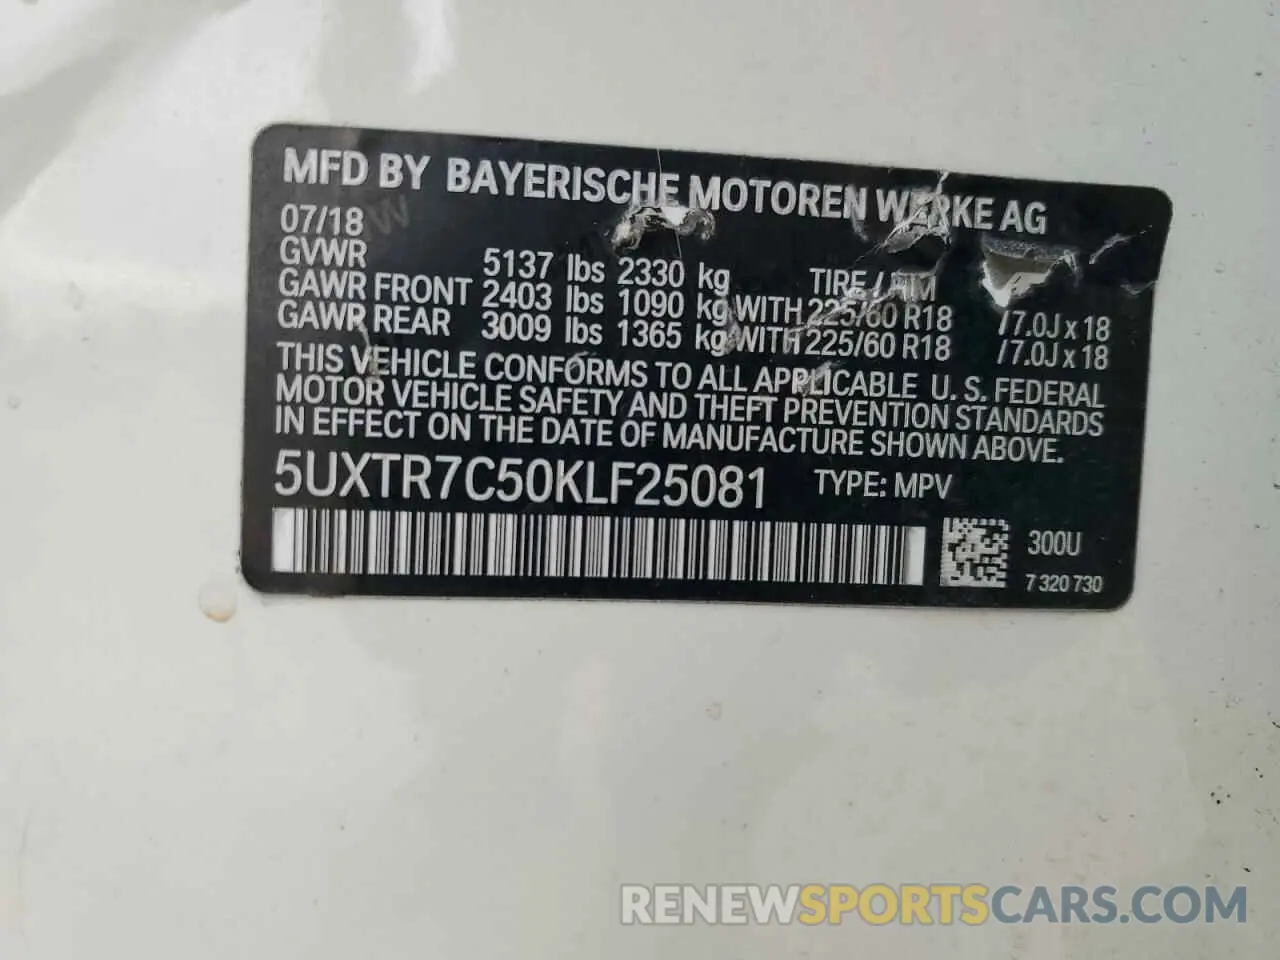 MFD BY BAYERISCHE MOTOREN WERKE AG
07/18
GVWR 5137 lbs 2330 kg TIRE / RIM
GAWR FRONT 2403 lbs 1090 kg WITH 225/60 R18 / 7.0J x 18
GAWR REAR 3009 lbs 1365 kg WITH 225/60 R18 / 7.0J x 18
THIS VEHICLE CONFORMS TO ALL APPLICABLE U. S. FEDERAL
MOTOR VEHICLE SAFETY AND THEFT PREVENTION STANDARDS
IN EFFECT ON THE DATE OF MANUFACTURE SHOWN ABOVE.
5UXTR7C50KLF25081 TYPE: MPV
300U
7 320 730
RENEWSPORTSCARS.COM